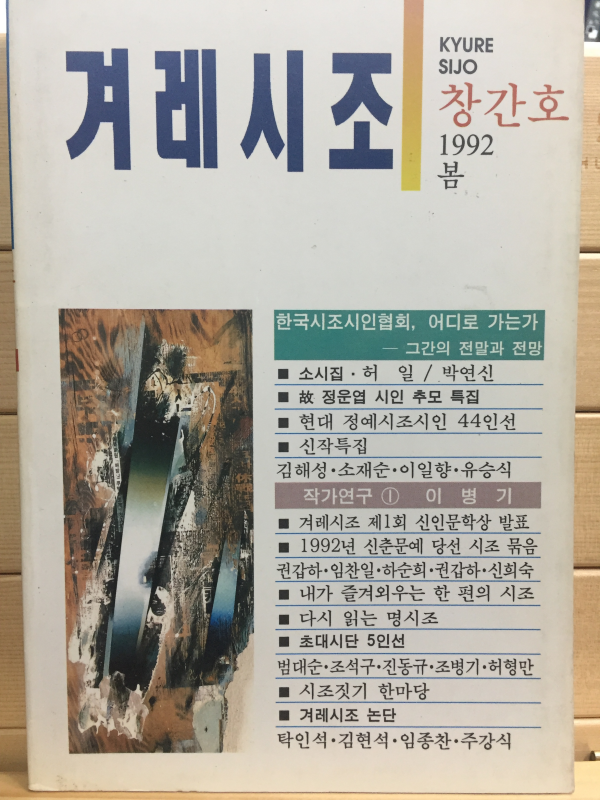 겨레시조
KYURE
SIJO
창간호
1992
봄
한국시조시인협회, 어디로 가는가
— 그간의 전말과 전망
■ 소시집·허 일 / 박연신
■ 故 정운엽 시인 추모 특집
■ 현대 정예시조시인 44인선
■ 신작특집
김해성·소재순·이일향·유승식
작가연구 ① 이 병 기
■ 겨레시조 제1회 신인문학상 발표
■ 1992년 신춘문예 당선 시조 묶음
권갑하·임찬일·하순희·권갑하·신희숙
■ 내가 즐겨외우는 한 편의 시조
■ 다시 읽는 명시조
■ 초대시단 5인선
범대순·조석구·진동규·조병기·허형만
■ 시조짓기 한마당
■ 겨레시조 논단
탁인석·김현석·임종찬·주강식